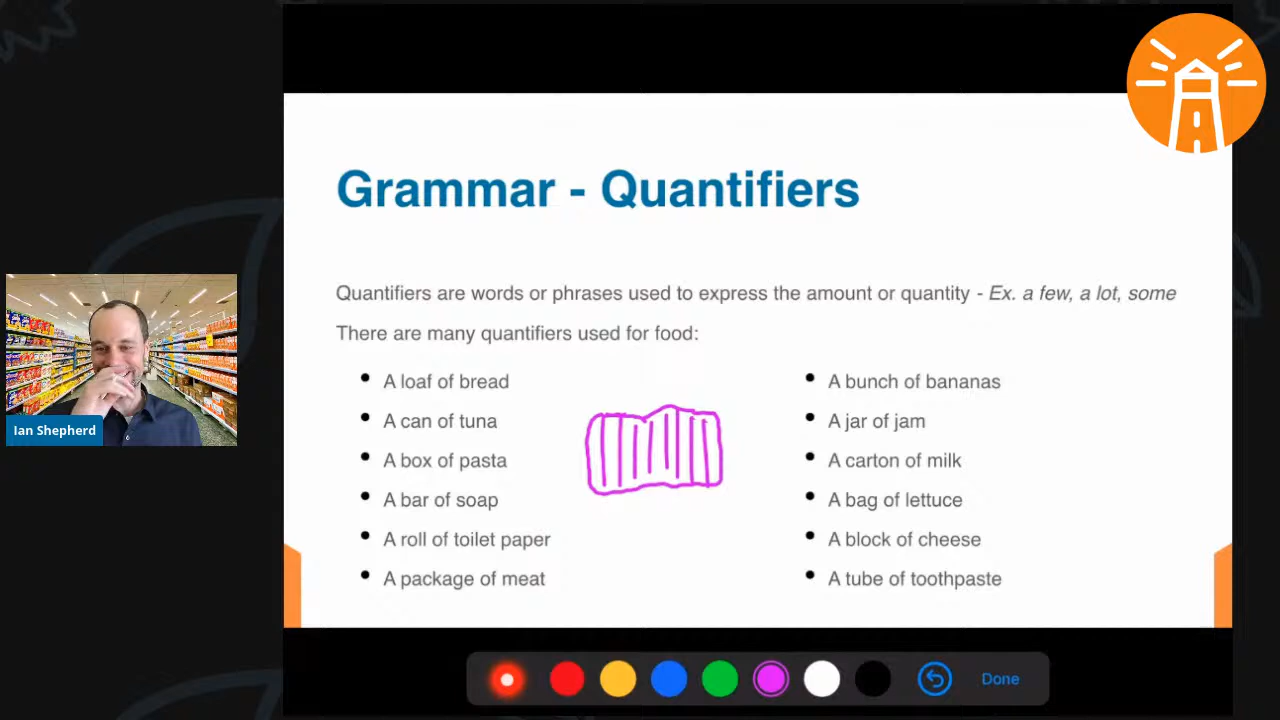 Grammar - Quantifiers
Quantifiers are words or phrases used to express the amount or quantity - Ex. a few, a lot, some
There are many quantifiers used for food:
• A loaf of bread
• A can of tuna
• A box of pasta
• A bar of soap
• A roll of toilet paper
• A package of meat
• A bunch of bananas
• A jar of jam
• A carton of milk
• A bag of lettuce
• A block of cheese
• A tube of toothpaste
Ian Shepherd
Done